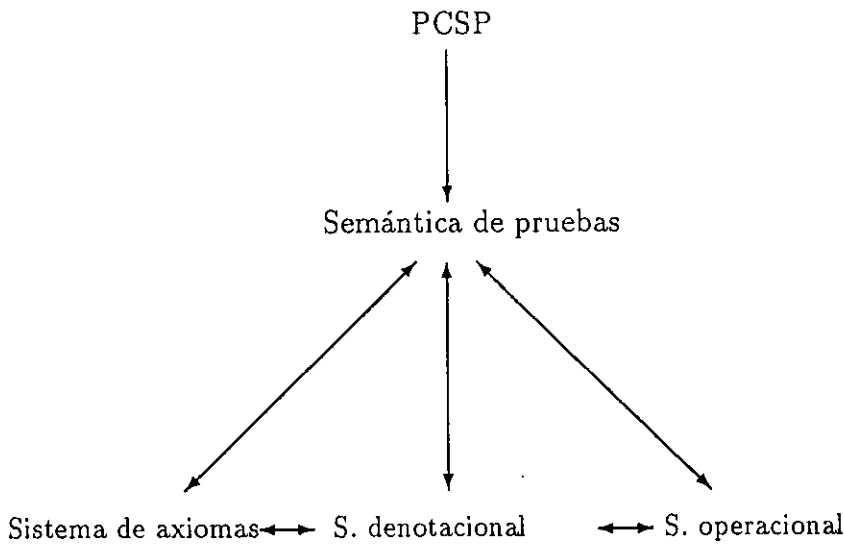 PCSP
Semántica de pruebas
Sistema de axiomas S. denotacional S. operacional